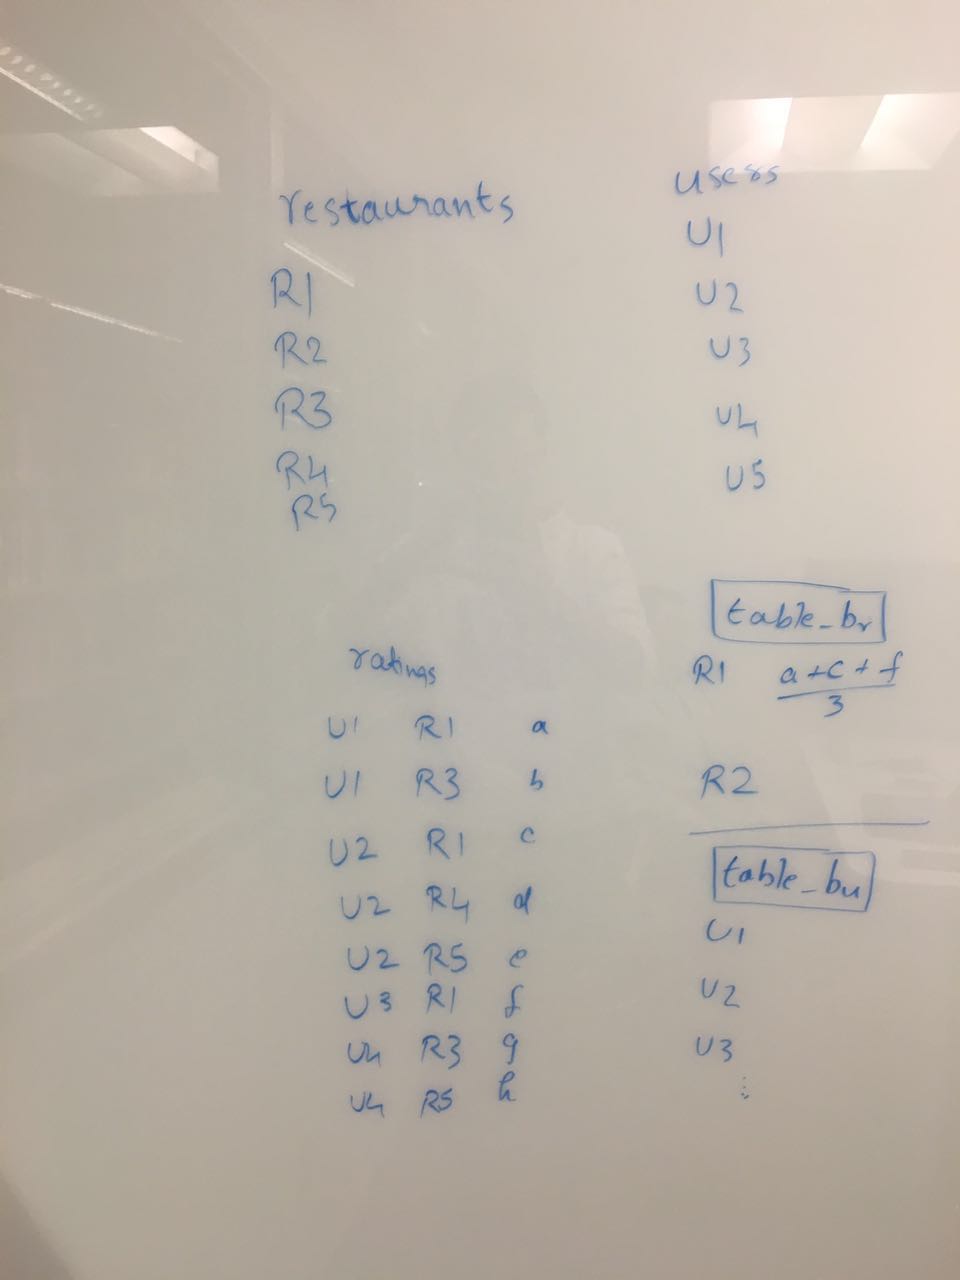 restaurants
R1
R2
R3
R4
R5
users
U1
U2
U3
U4
U5
ratings
U1 R1 a
U1 R3 b
U2 R1 c
U2 R4 d
U2 R5 e
U3 R1 f
U4 R3 g
U4 R5 h
table_br
R1 a+c+f
3
R2
table_bu
U1
U2
U3
⋮